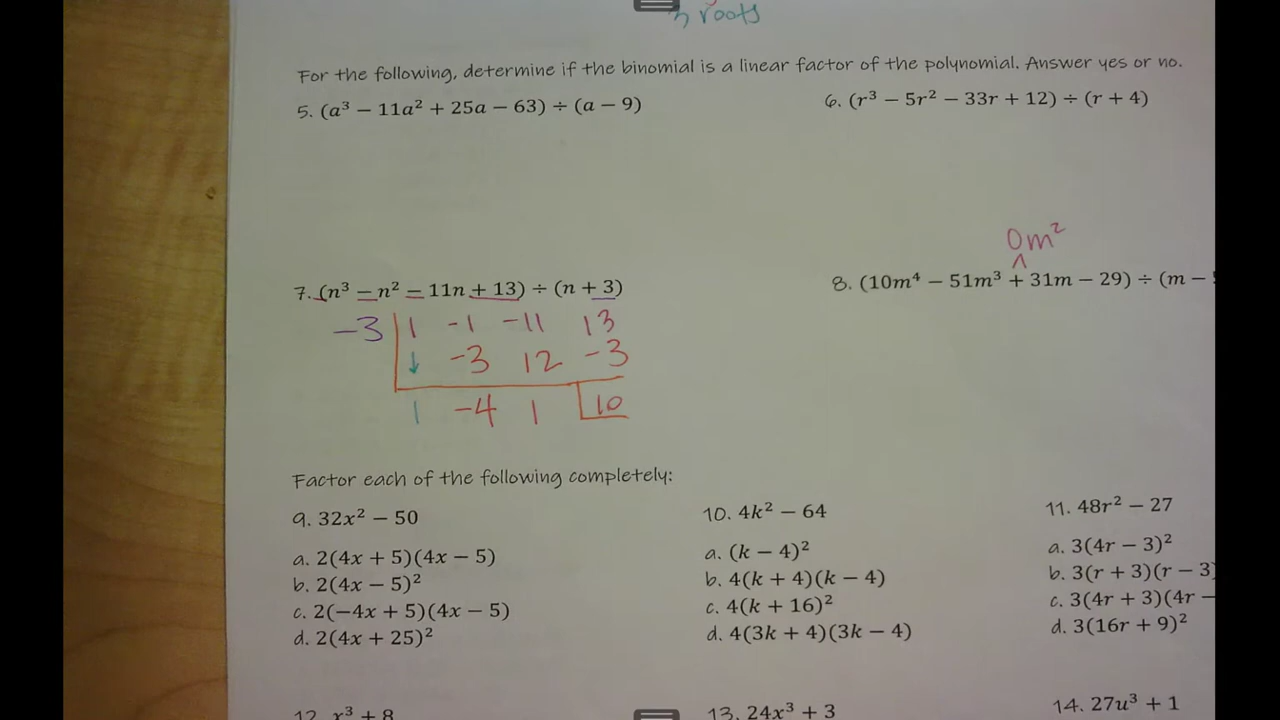 3 roots
For the following, determine if the binomial is a linear factor of the polynomial. Answer yes or no.
5. (a³ − 11a² + 25a − 63) ÷ (a − 9)
6. (r³ − 5r² − 33r + 12) ÷ (r + 4)
0m²
^
7. (n³ − n² − 11n + 13) ÷ (n + 3)
8. (10m⁴ − 51m³ + 31m − 29) ÷ (m −
-3 | 1 -1 -11 13
↓ -3 12 -3
1 -4 1 10
Factor each of the following completely:
9. 32x² − 50
a. 2(4x + 5)(4x − 5)
b. 2(4x − 5)²
c. 2(−4x + 5)(4x − 5)
d. 2(4x + 25)²
10. 4k² − 64
a. (k − 4)²
b. 4(k + 4)(k − 4)
c. 4(k + 16)²
d. 4(3k + 4)(3k − 4)
11. 48r² − 27
a. 3(4r − 3)²
b. 3(r + 3)(r − 3
c. 3(4r + 3)(4r −
d. 3(16r + 9)²
12. x³ + 8
13. 24x³ + 3
14. 27u³ + 1